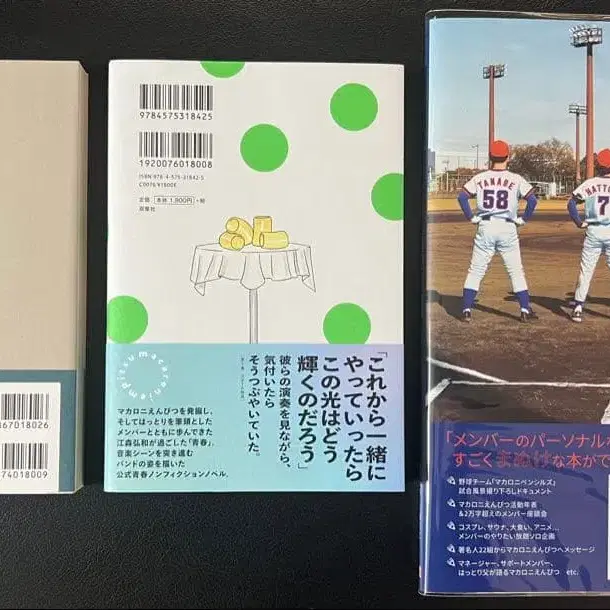 67018026
74018009
9784575318425
1920076018008
ISBN978-4-575-31842-5
C0076 ¥1800E
定価 本体 1,800円 +税
双葉社
macaroniempitsu
「これから一緒に
やっていったら
この光はどう
輝くのだろう」
彼らの演奏を見ながら、
気付いたら
そうつぶやいていた。
マカロニえんぴつを発掘し、
そしてはっとりを筆頭とした
メンバーとともに歩んできた
江森弘和が過ごした「青春」。
音楽シーンを突き進む
バンドの姿を描いた
公式青春ノンフィクションノベル。
TANABE
58
HATTO
7
「メンバーのパーソナルな
すごくまぬけな本がで
野球チーム「マカロニペンシルズ」
試合風景撮り下ろしドキュメント
マカロニえんぴつ活動年表
&2万字超えのメンバー座談会
コスプレ、サウナ、大食い、アニメ…
メンバーのやりたい放題ソロ企画
著名人22組からマカロニえんぴつへメッセージ
マネージャー、サポートメンバー、
はっとり父が語るマカロニえんぴつ etc.